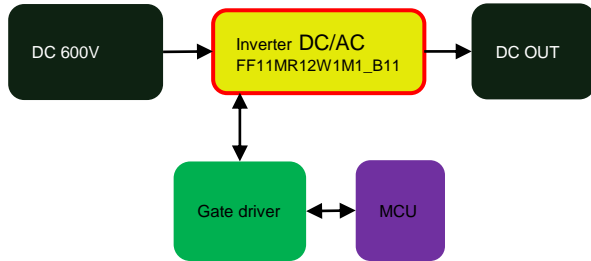 DC 600V
Inverter DC/AC
FF11MR12W1M1_B11
DC OUT
Gate driver
MCU